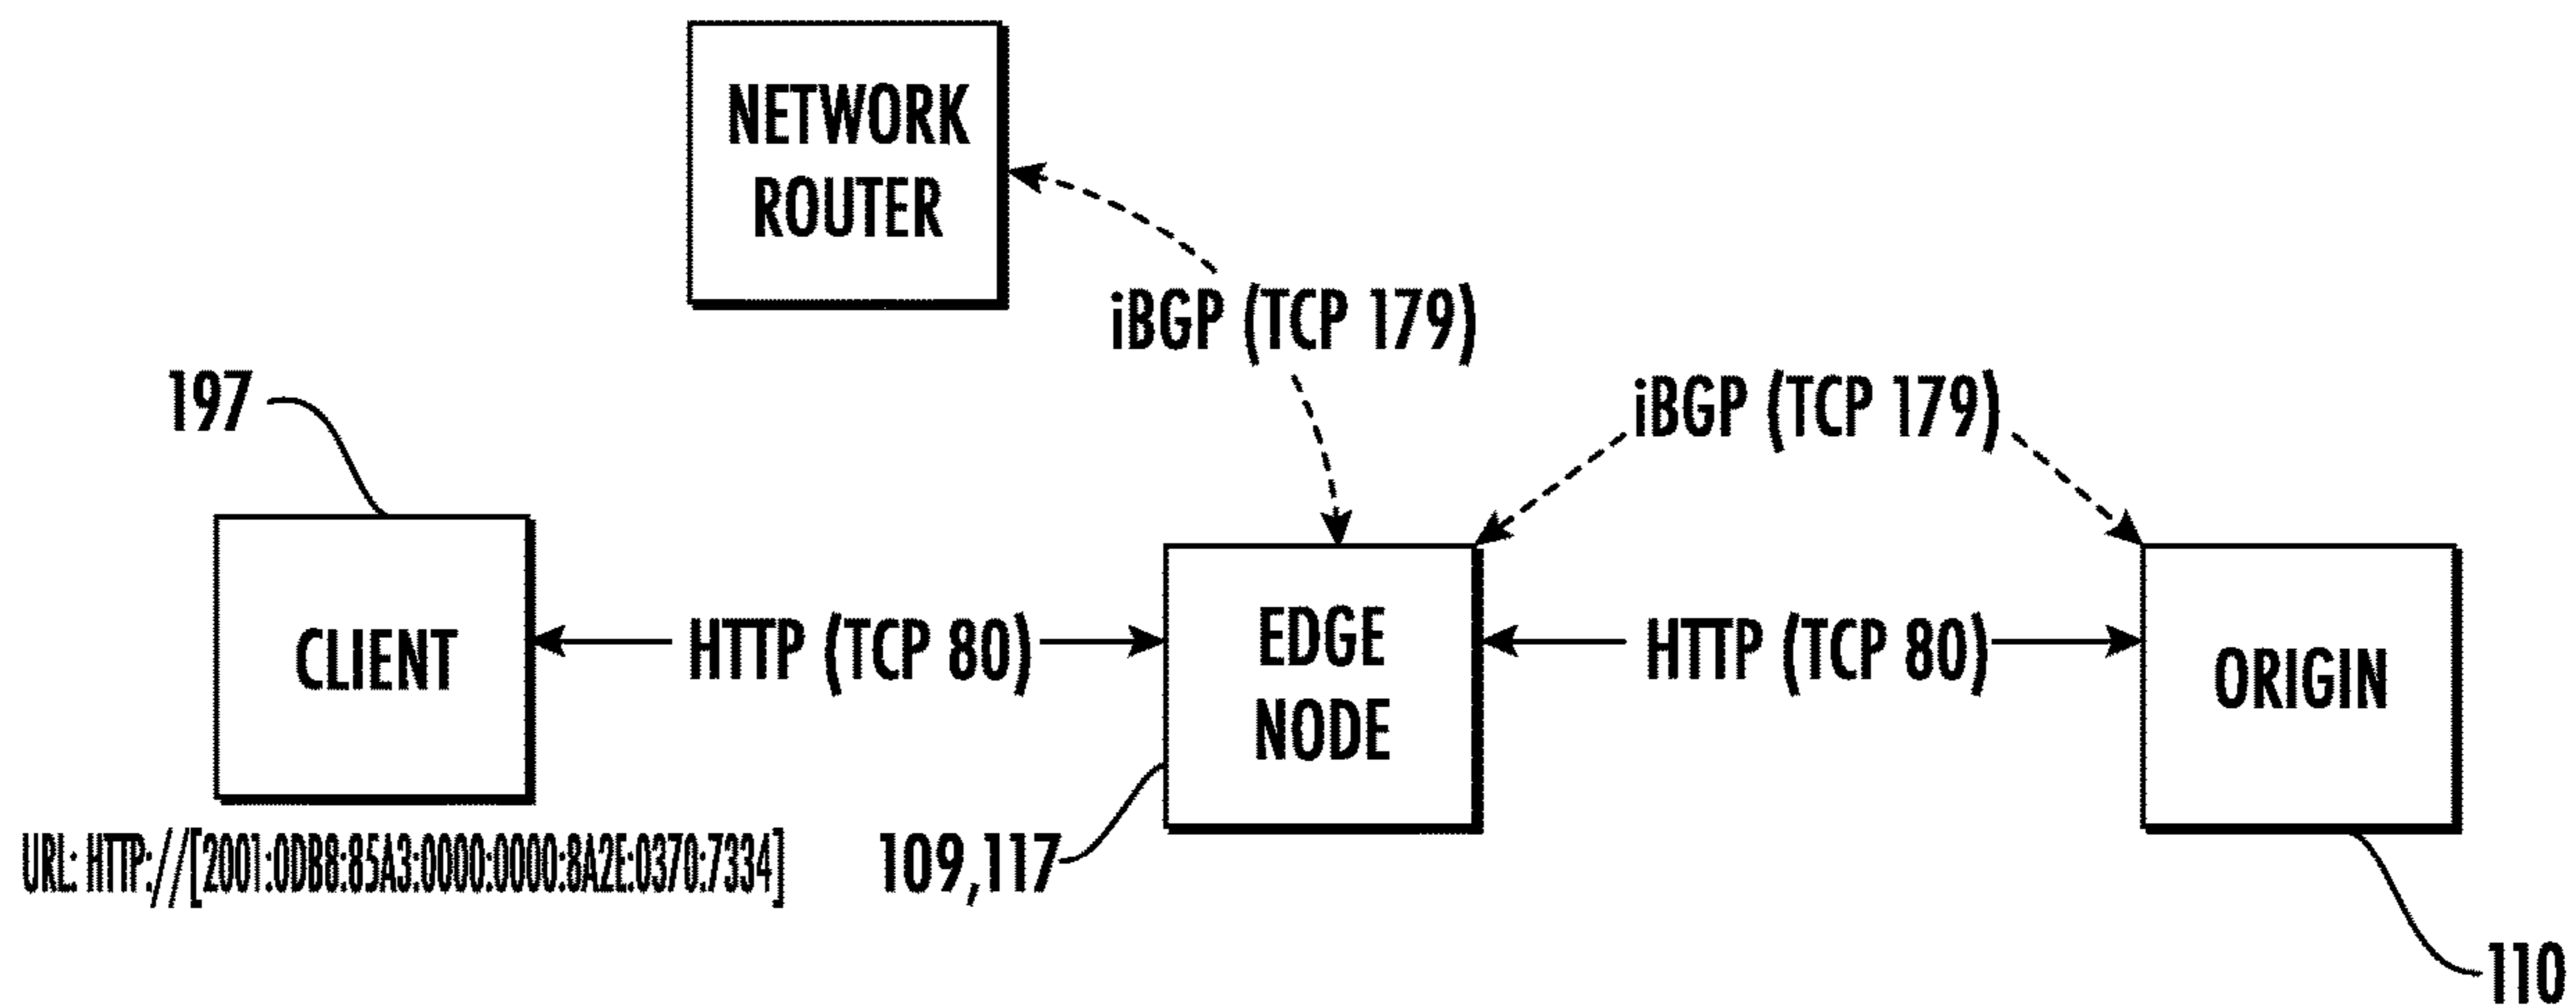 NETWORK
ROUTER
iBGP (TCP 179)
197
iBGP (TCP 179)
CLIENT
HTTP (TCP 80)
EDGE
NODE
HTTP (TCP 80)
ORIGIN
URL: HTTP://[2001:0DB8:85A3:0000:0000:8A2E:0370:7334]
109,117
110